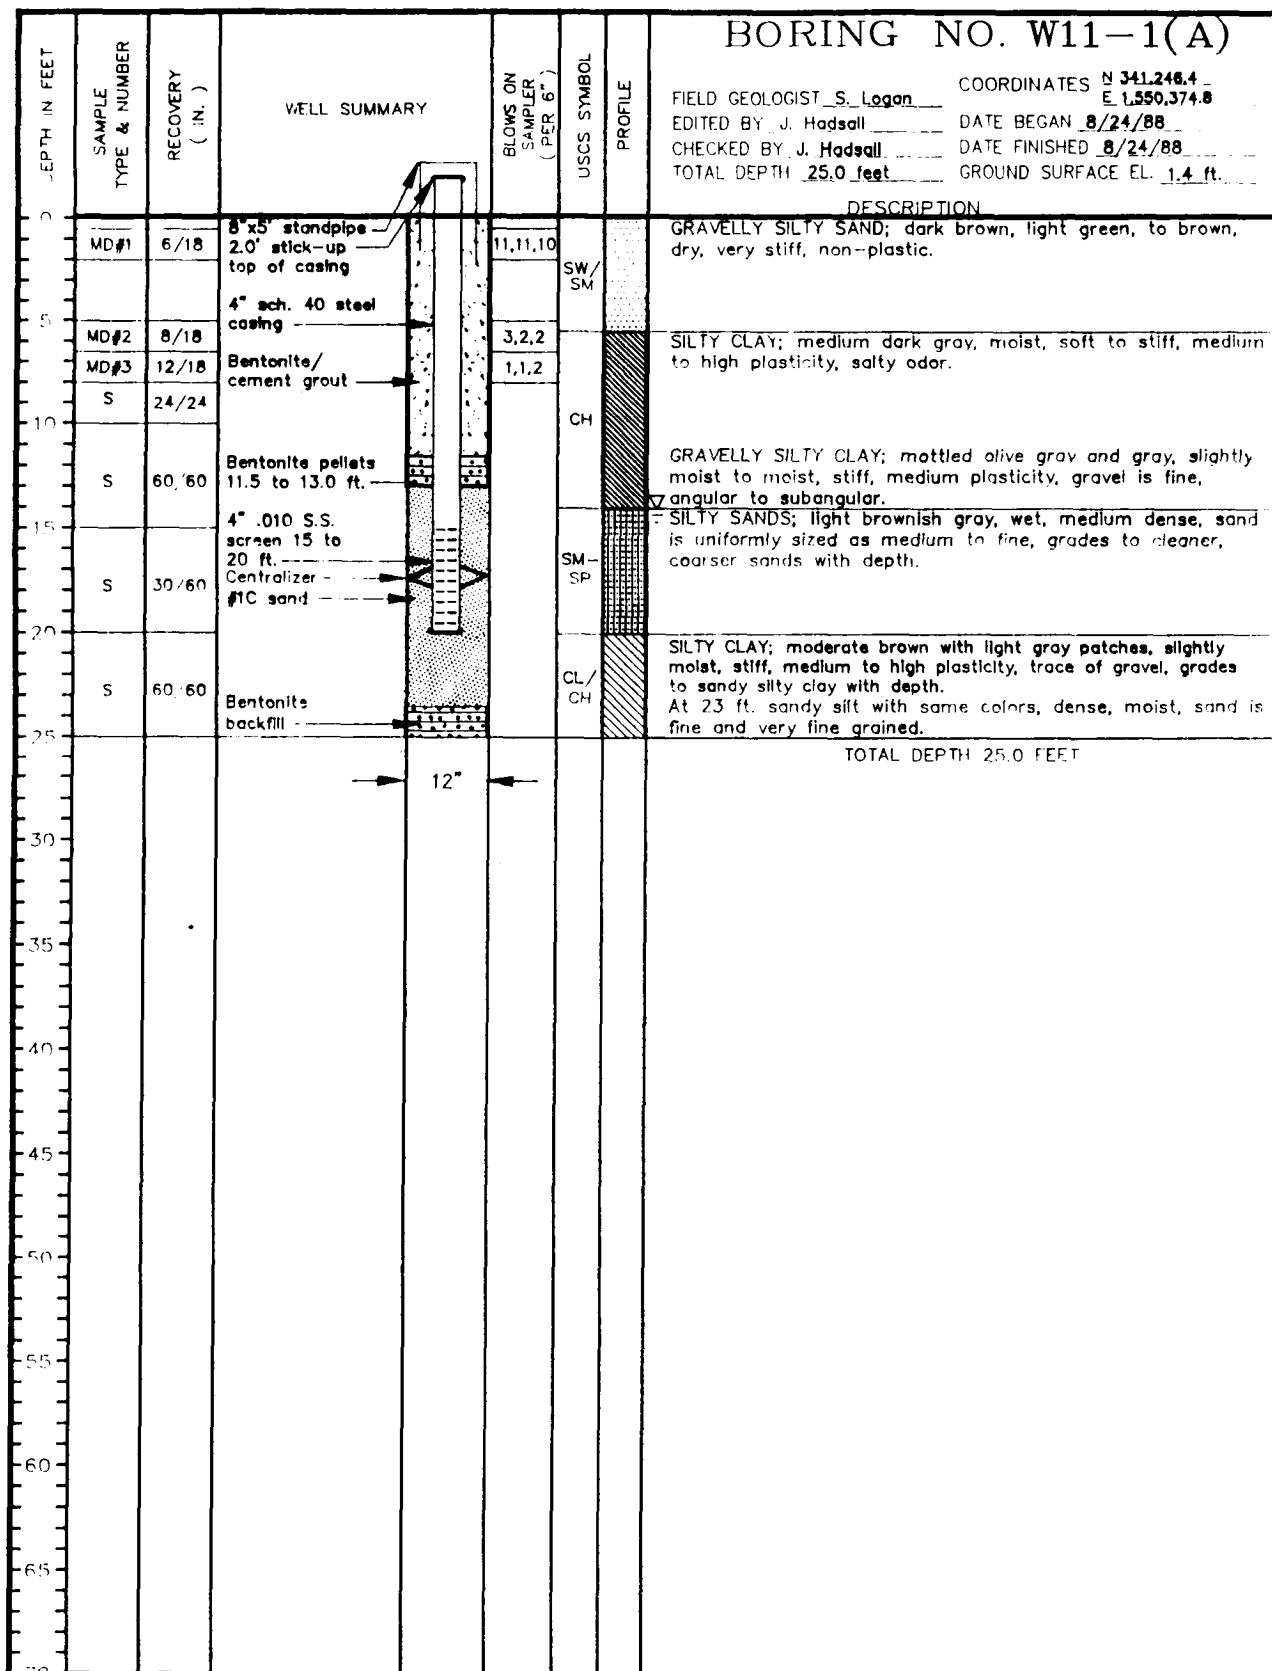 BORING NO. W11-1(A)
FIELD GEOLOGIST S. Logan
COORDINATES N 341,246.4
E 1,550,374.8
EDITED BY J. Hadsall
DATE BEGAN 8/24/88
CHECKED BY J. Hadsall
DATE FINISHED 8/24/88
TOTAL DEPTH 25.0 feet
GROUND SURFACE EL. 1.4 ft.
DEPTH IN FEET
SAMPLE
TYPE & NUMBER
RECOVERY
( IN. )
WELL SUMMARY
BLOWS ON
SAMPLER
( PER 6" )
USCS SYMBOL
PROFILE
DESCRIPTION
0
5
10
15
20
25
30
35
40
45
50
55
60
65
70
MD#1
MD#2
MD#3
S
S
S
S
6/18
8/18
12/18
24/24
60/60
30/60
60/60
8"x5' standpipe
2.0' stick-up
top of casing
4" sch. 40 steel
casing
Bentonite/
cement grout
Bentonite pellets
11.5 to 13.0 ft.
4" .010 S.S.
screen 15 to
20 ft.
Centralizer
#1C sand
Bentonite
backfill
12"
11,11,10
3,2,2
1,1,2
SW/
SM
CH
SM-
SP
CL/
CH
GRAVELLY SILTY SAND; dark brown, light green, to brown,
dry, very stiff, non-plastic.
SILTY CLAY; medium dark gray, moist, soft to stiff, medium
to high plasticity, salty odor.
GRAVELLY SILTY CLAY; mottled olive gray and gray, slightly
moist to moist, stiff, medium plasticity, gravel is fine,
angular to subangular.
SILTY SANDS; light brownish gray, wet, medium dense, sand
is uniformly sized as medium to fine, grades to cleaner,
coarser sands with depth.
SILTY CLAY; moderate brown with light gray patches, slightly
moist, stiff, medium to high plasticity, trace of gravel, grades
to sandy silty clay with depth.
At 23 ft. sandy silt with same colors, dense, moist, sand is
fine and very fine grained.
TOTAL DEPTH 25.0 FEET